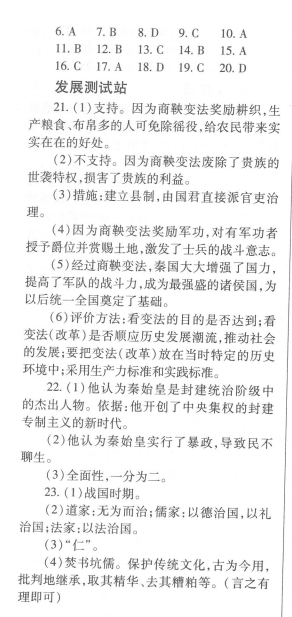 6. A 7. B 8. D 9. C 10. A
11. B 12. B 13. C 14. B 15. A
16. C 17. A 18. D 19. C 20. D
发展测试站
21. (1)支持。因为商鞅变法奖励耕织,生
产粮食、布帛多的人可免除徭役,给农民带来实
实在在的好处。
(2)不支持。因为商鞅变法废除了贵族的
世袭特权,损害了贵族的利益。
(3)措施:建立县制,由国君直接派官吏治
理。
(4)因为商鞅变法奖励军功,对有军功者
授予爵位并赏赐土地,激发了士兵的战斗意志。
(5)经过商鞅变法,秦国大大增强了国力,
提高了军队的战斗力,成为最强盛的诸侯国,为
以后统一全国奠定了基础。
(6)评价方法:看变法的目的是否达到;看
变法(改革)是否顺应历史发展潮流,推动社会
的发展;要把变法(改革)放在当时特定的历史
环境中;采用生产力标准和实践标准。
22. (1)他认为秦始皇是封建统治阶级中
的杰出人物。依据:他开创了中央集权的封建
专制主义的新时代。
(2)他认为秦始皇实行了暴政,导致民不
聊生。
(3)全面性,一分为二。
23. (1)战国时期。
(2)道家:无为而治;儒家:以德治国,以礼
治国;法家:以法治国。
(3)“仁”。
(4)焚书坑儒。保护传统文化,古为今用,
批判地继承,取其精华、去其糟粕等。(言之有
理即可)